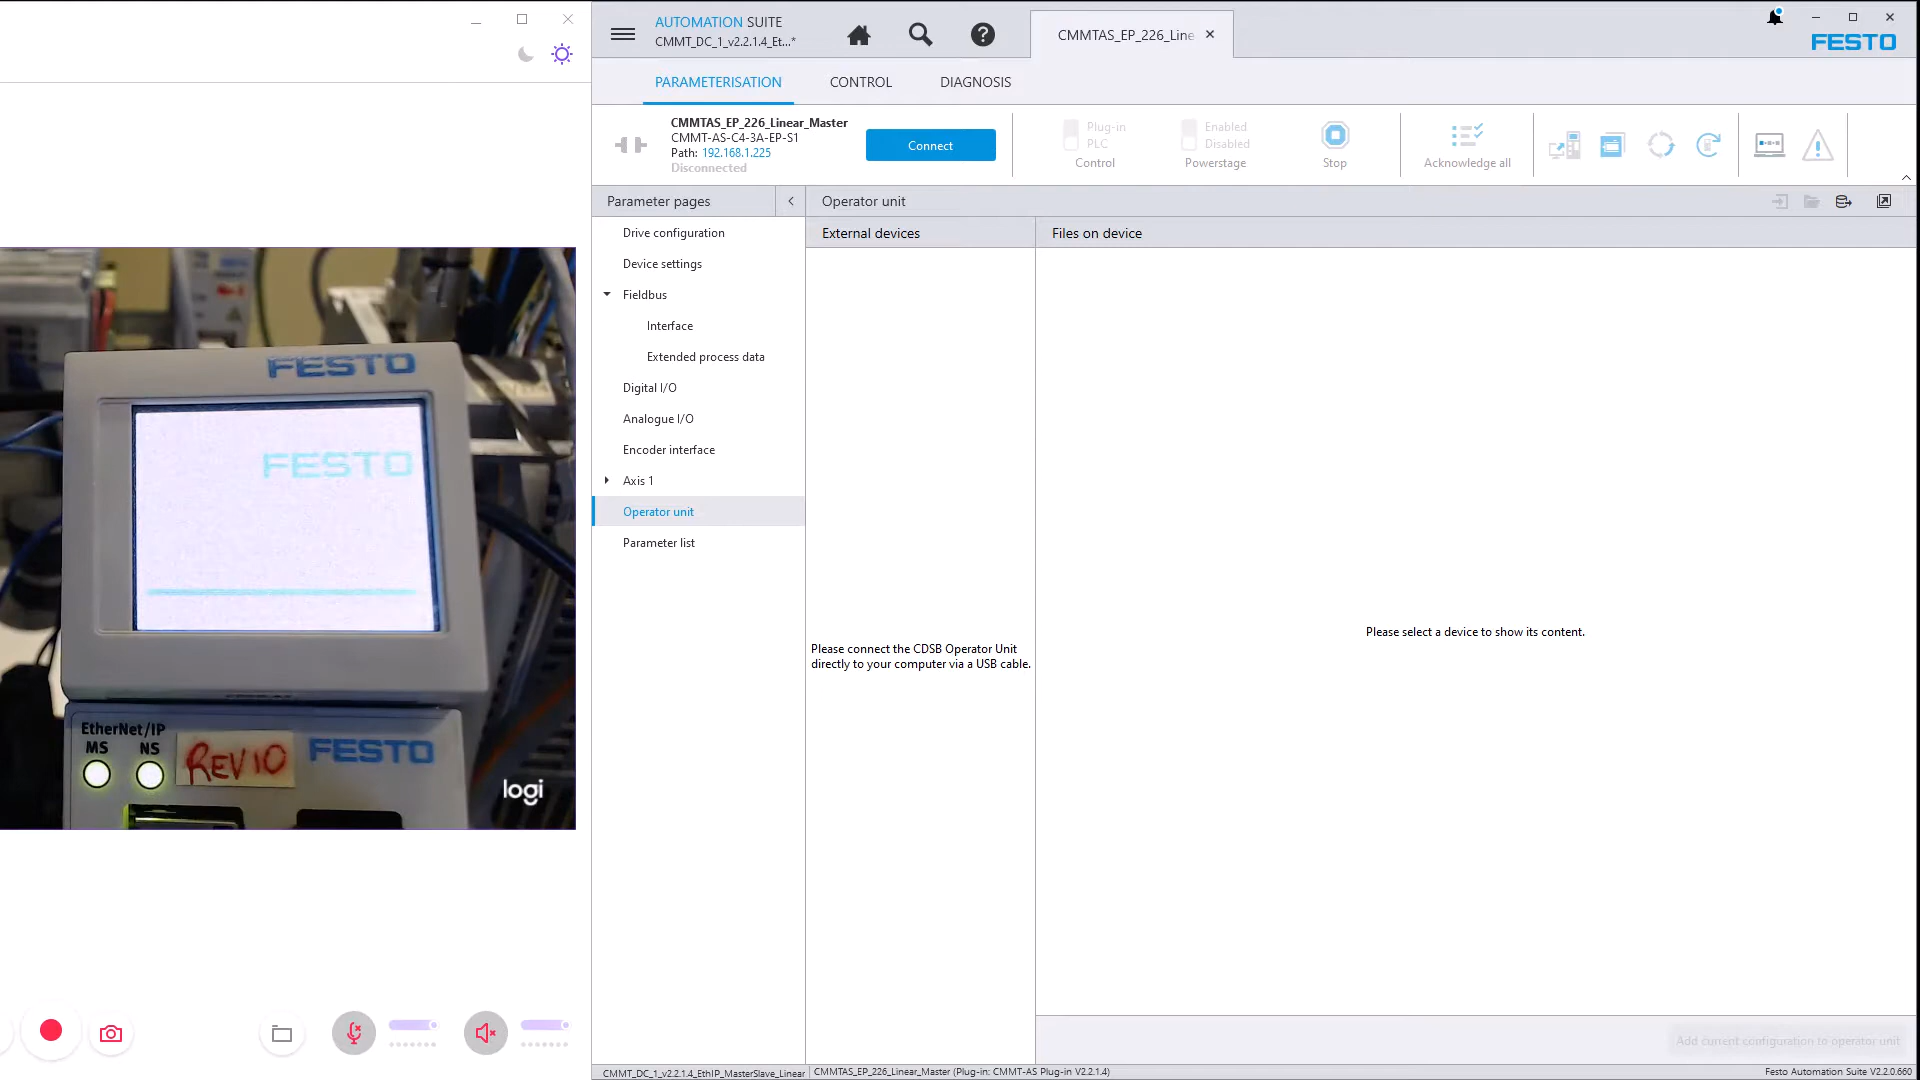 AUTOMATION SUITE
CMMT_DC_1_v2.2.1.4_Et...*
CMMTAS_EP_226_Line
FESTO
PARAMETERISATION
CONTROL
DIAGNOSIS
CMMTAS_EP_226_Linear_Master
CMMT-AS-C4-3A-EP-S1
Path: 192.168.1.225
Disconnected
Connect
Plug-in
PLC
Control
Enabled
Disabled
Powerstage
Stop
Acknowledge all
Parameter pages
Operator unit
Drive configuration
Device settings
Fieldbus
Interface
Extended process data
Digital I/O
Analogue I/O
Encoder interface
Axis 1
Operator unit
Parameter list
External devices
Files on device
Please connect the CDSB Operator Unit
directly to your computer via a USB cable.
Please select a device to show its content.
Add current configuration to operator unit
CMMT_DC_1_v2.2.1.4_EthIP_MasterSlave_Linear
CMMTAS_EP_226_Linear_Master (Plug-in: CMMT-AS Plug-in V2.2.1.4)
Festo Automation Suite V2.2.0.660
FESTO
FESTO
EtherNet/IP
MS
NS
REV10
FESTO
logi